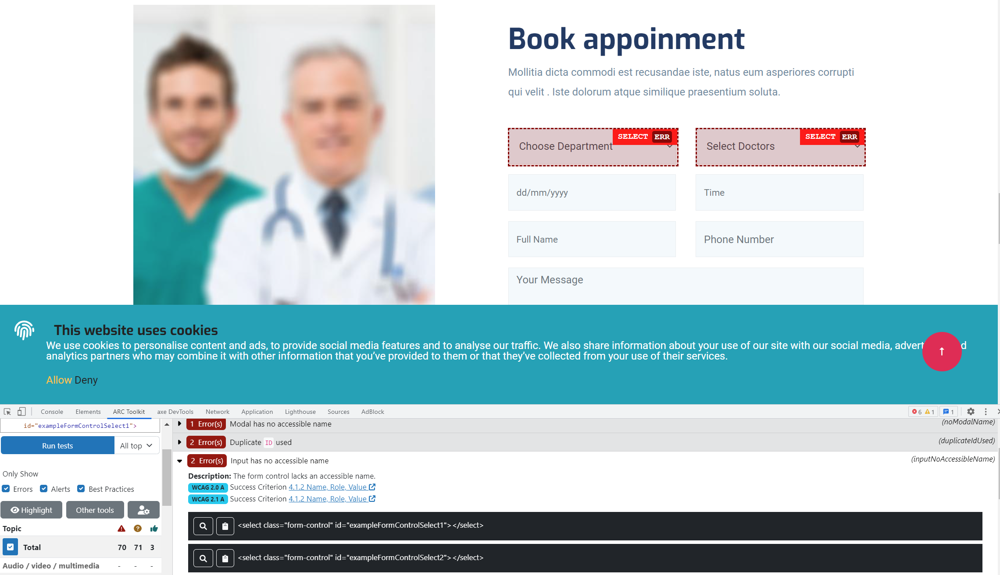 Book appoinment
Mollitia dicta commodi est recusandae iste, natus eum asperiores corrupti
qui velit . Iste dolorum atque similique praesentium soluta.
SELECT ERR
Choose Department
SELECT ERR
Select Doctors
dd/mm/yyyy
Time
Full Name
Phone Number
Your Message
This website uses cookies
We use cookies to personalise content and ads, to provide social media features and to analyse our traffic. We also share information about your use of our site with our social media, advert d
analytics partners who may combine it with other information that you’ve provided to them or that they’ve collected from your use of their services.
Allow Deny
Console Elements ARC Toolkit axe DevTools Network Application Lighthouse Sources AdBlock
6 1 1
id="exampleFormControlSelect1">
Run tests
All top
Only Show
Errors Alerts Best Practices
Highlight
Other tools
Topic
Total 70 71 3
Audio / video / multimedia - - -
1 Error(s) Modal has no accessible name (noModalName)
2 Error(s) Duplicate ID used (duplicateIdUsed)
2 Error(s) Input has no accessible name (inputNoAccessibleName)
Description: The form control lacks an accessible name.
WCAG 2.0 A Success Criterion 4.1.2 Name, Role, Value
WCAG 2.1 A Success Criterion 4.1.2 Name, Role, Value
<select class="form-control" id="exampleFormControlSelect1"></select>
<select class="form-control" id="exampleFormControlSelect2"></select>